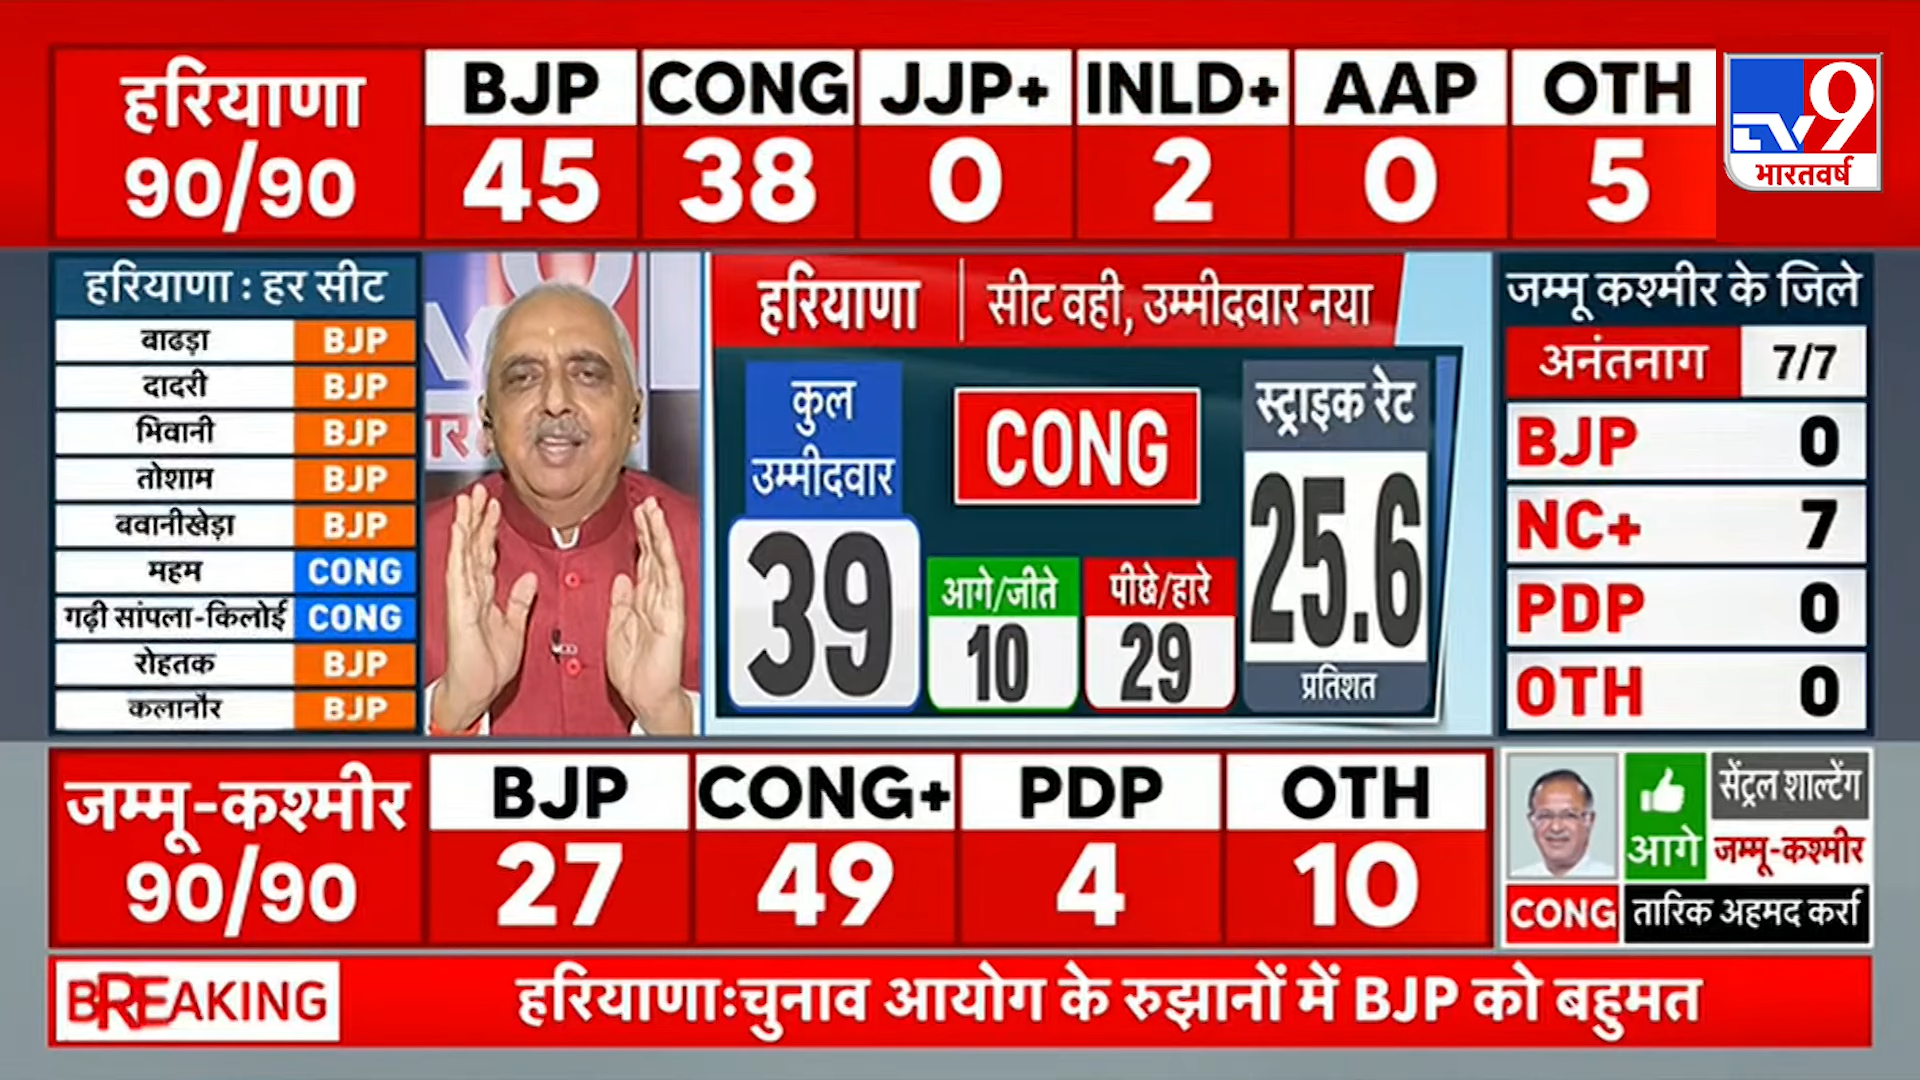 हरियाणा
90/90
BJP CONG JJP+ INLD+ AAP OTH
45 38 0 2 0 5
TV9
भारतवर्ष
हरियाणा : हर सीट
बाढड़ा BJP
दादरी BJP
भिवानी BJP
तोशाम BJP
बवानीखेड़ा BJP
महम CONG
गढ़ी सांपला-किलोई CONG
रोहतक BJP
कलानौर BJP
हरियाणा सीट वही, उम्मीदवार नया
कुल
उम्मीदवार
39
CONG
आगे/जीते
10
पीछे/हारे
29
स्ट्राइक रेट
25.6
प्रतिशत
जम्मू कश्मीर के जिले
अनंतनाग 7/7
BJP 0
NC+ 7
PDP 0
OTH 0
जम्मू-कश्मीर
90/90
BJP CONG+ PDP OTH
27 49 4 10
आगे
सेंट्रल शाल्टेंग
जम्मू-कश्मीर
CONG तारिक अहमद कर्रा
BREAKING
हरियाणाःचुनाव आयोग के रुझानों में BJP को बहुमत